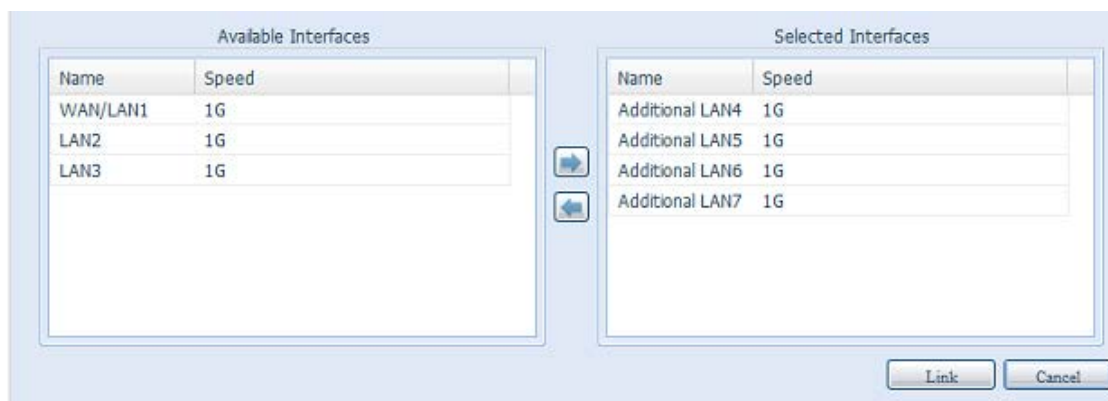 Available Interfaces
Name Speed
WAN/LAN1 1G
LAN2 1G
LAN3 1G
Selected Interfaces
Name Speed
Additional LAN4 1G
Additional LAN5 1G
Additional LAN6 1G
Additional LAN7 1G
Link Cancel